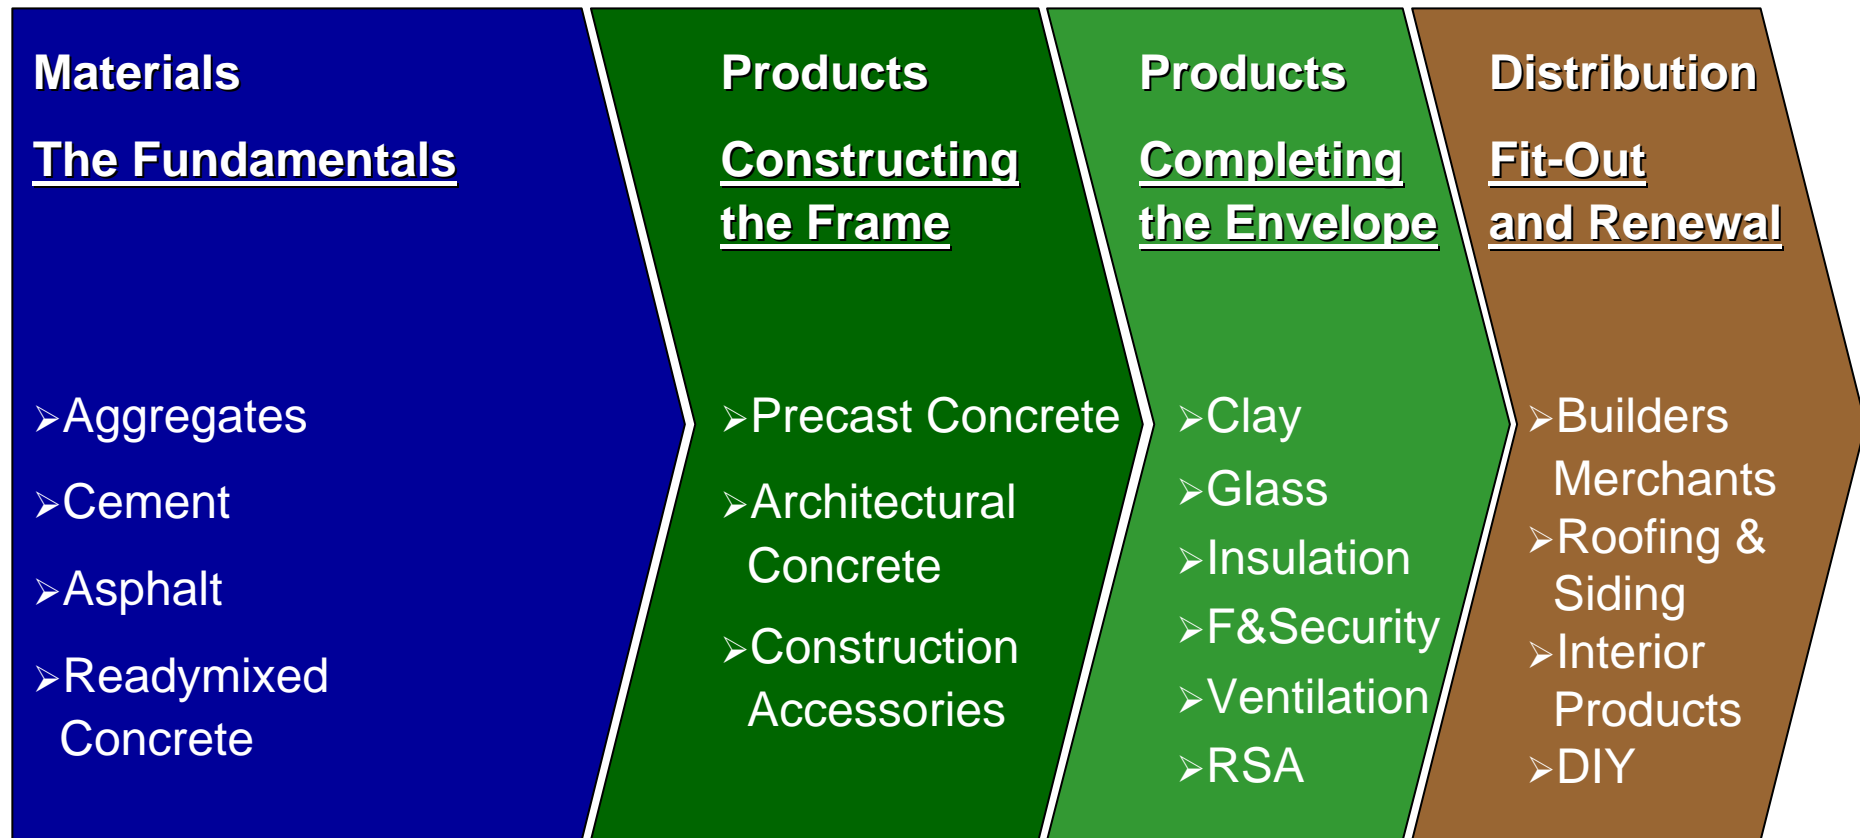 Materials
The Fundamentals
➢Aggregates
➢Cement
➢Asphalt
➢Readymixed
Concrete
Products
Constructing
the Frame
➢Precast Concrete
➢Architectural
Concrete
➢Construction
Accessories
Products
Completing
the Envelope
➢Clay
➢Glass
➢Insulation
➢F&Security
➢Ventilation
➢RSA
Distribution
Fit-Out
and Renewal
➢Builders
Merchants
➢Roofing &
Siding
➢Interior
Products
➢DIY